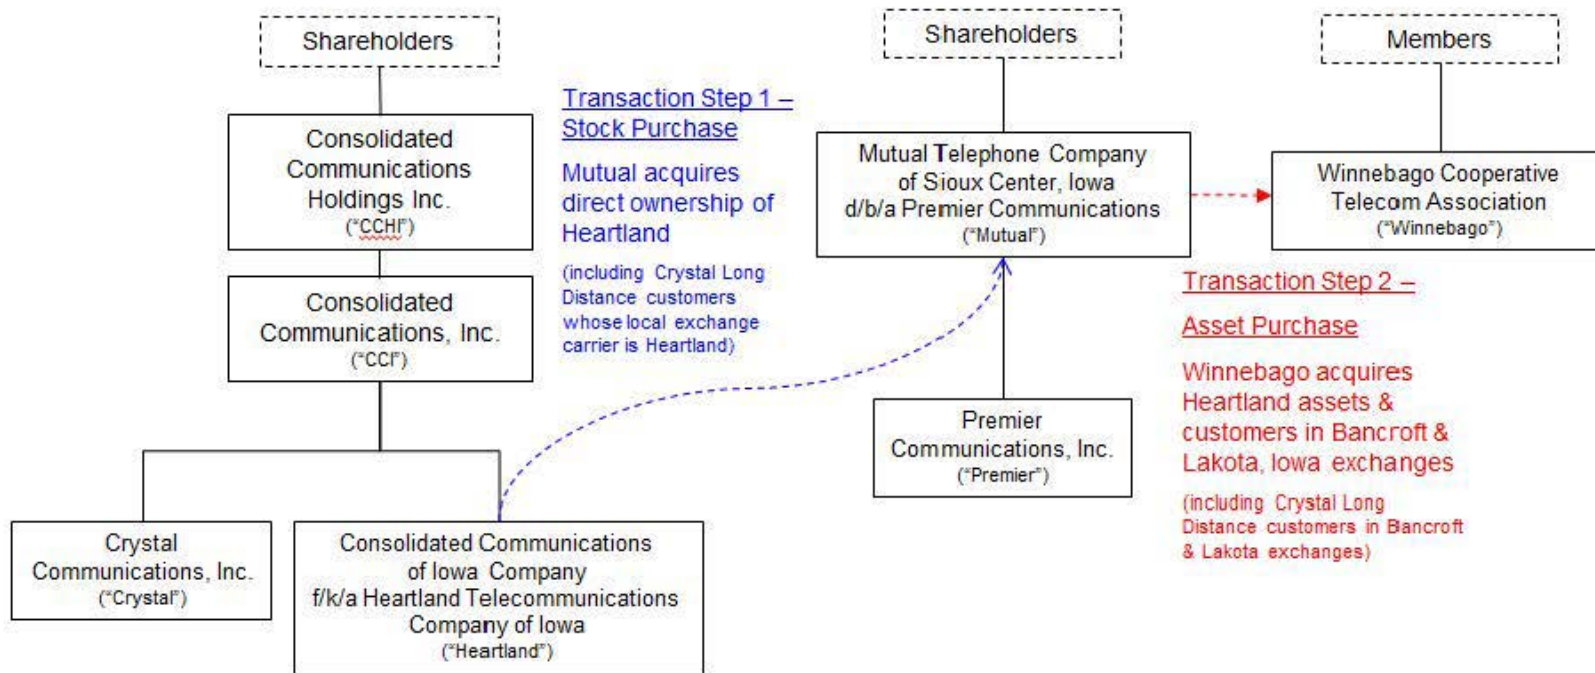 Shareholders
Consolidated
Communications
Holdings Inc.
("CCHI")
Consolidated
Communications, Inc.
("CCI")
Crystal
Communications, Inc.
("Crystal")
Consolidated Communications
of Iowa Company
f/k/a Heartland Telecommunications
Company of Iowa
("Heartland")
Transaction Step 1 –
Stock Purchase
Mutual acquires
direct ownership of
Heartland
(including Crystal Long
Distance customers
whose local exchange
carrier is Heartland)
Shareholders
Mutual Telephone Company
of Sioux Center, Iowa
d/b/a Premier Communications
("Mutual")
Premier
Communications, Inc.
("Premier")
Members
Winnebago Cooperative
Telecom Association
("Winnebago")
Transaction Step 2 –
Asset Purchase
Winnebago acquires
Heartland assets &
customers in Bancroft &
Lakota, Iowa exchanges
(including Crystal Long
Distance customers in Bancroft
& Lakota exchanges)